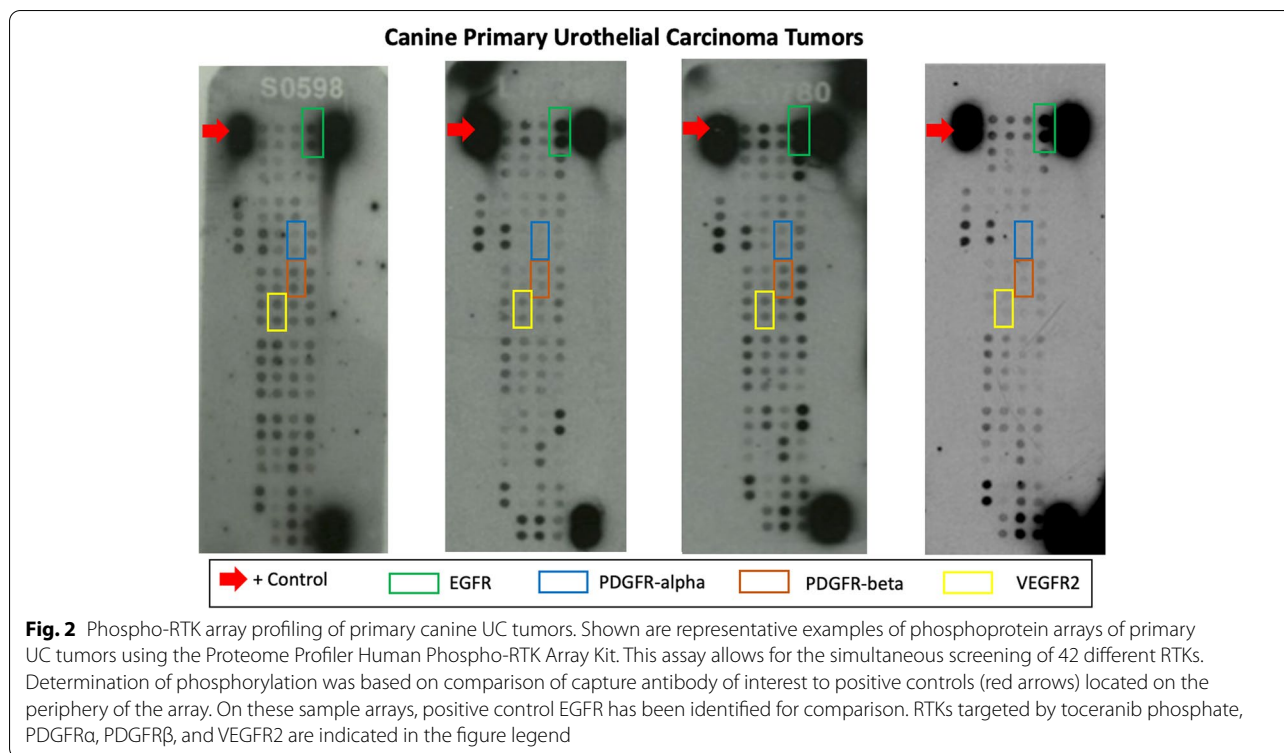 Canine Primary Urothelial Carcinoma Tumors
S0598
0780
+ Control
EGFR
PDGFR-alpha
PDGFR-beta
VEGFR2
Fig. 2 Phospho-RTK array profiling of primary canine UC tumors. Shown are representative examples of phosphoprotein arrays of primary
UC tumors using the Proteome Profiler Human Phospho-RTK Array Kit. This assay allows for the simultaneous screening of 42 different RTKs.
Determination of phosphorylation was based on comparison of capture antibody of interest to positive controls (red arrows) located on the
periphery of the array. On these sample arrays, positive control EGFR has been identified for comparison. RTKs targeted by toceranib phosphate,
PDGFRα, PDGFRβ, and VEGFR2 are indicated in the figure legend